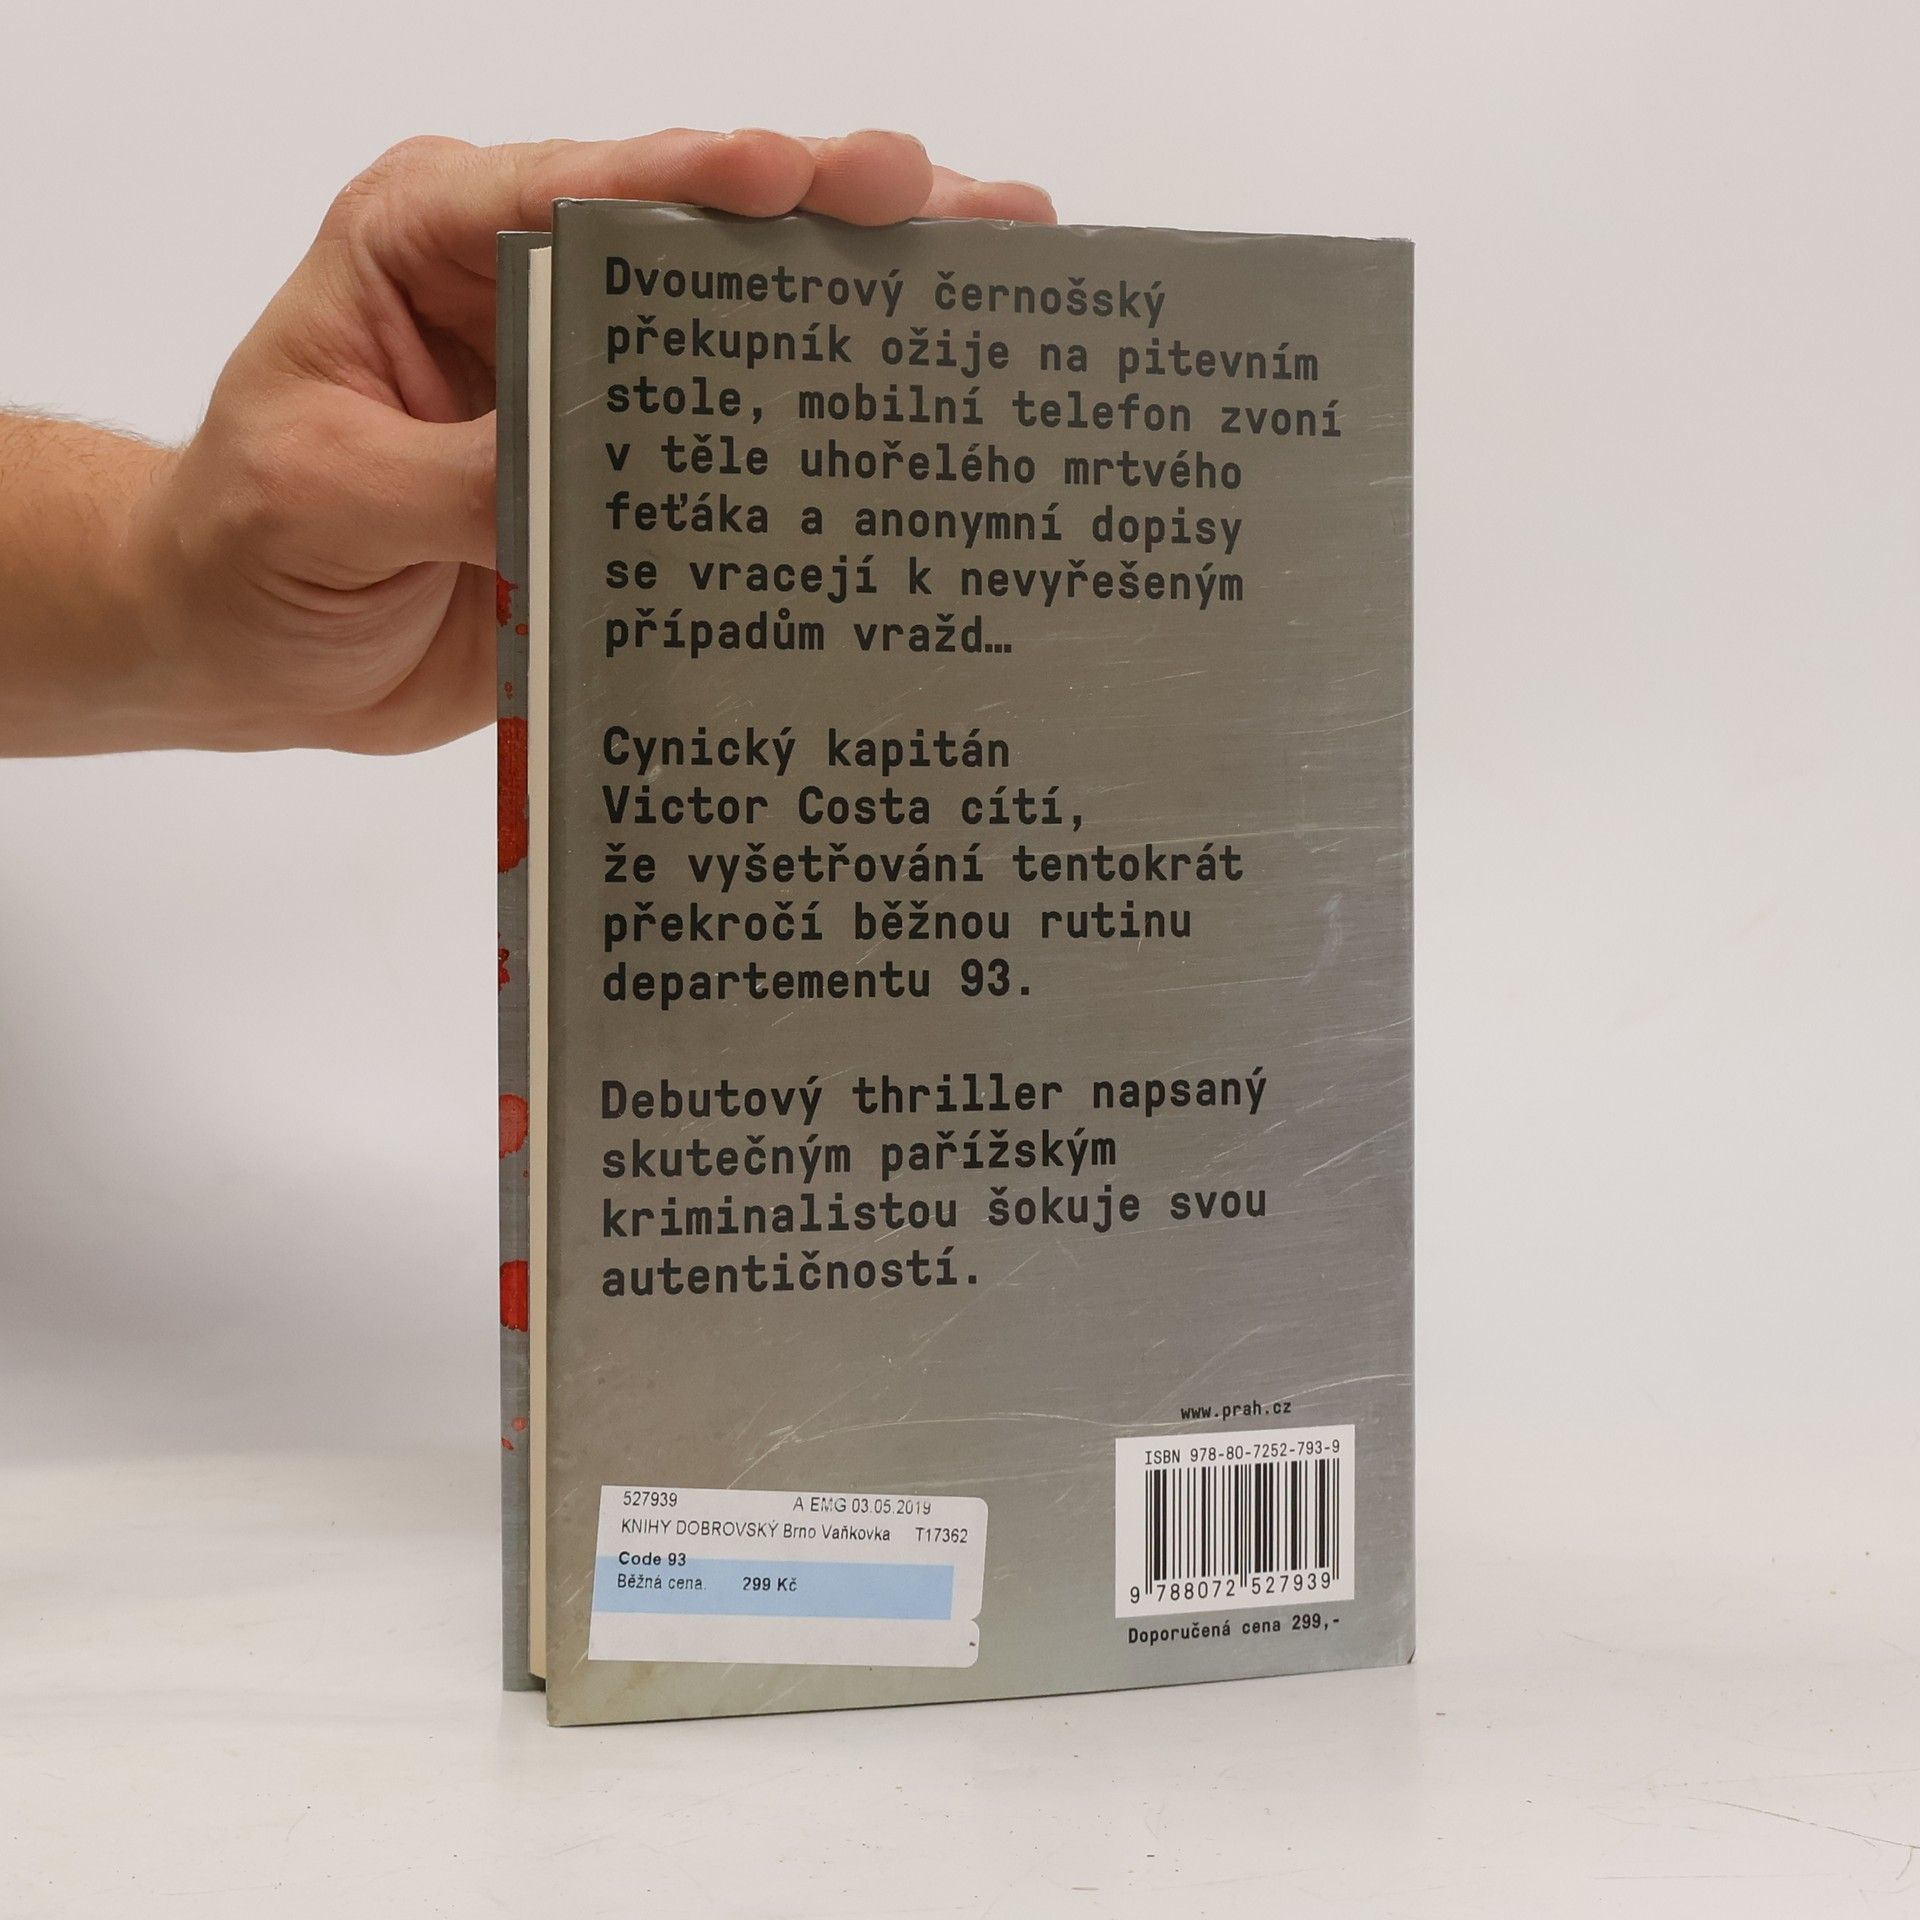 Dvoumetrový černošský
překupník ožije na pitevním
stole, mobilní telefon zvoní
v těle uhořelého mrtvého
feťáka a anonymní dopisy
se vracejí k nevyřešeným
případům vražd…
Cynický kapitán
Victor Costa cítí,
že vyšetřování tentokrát
překročí běžnou rutinu
departementu 93.
Debutový thriller napsaný
skutečným pařížským
kriminalistou šokuje svou
autentičností.
www.prah.cz
ISBN 978-80-7252-793-9
9 788072 527939
Doporučená cena 299,-
527939 A EMG 03.05.2019
KNIHY DOBROVSKÝ Brno Vaňkovka T17362
Code 93
Běžná cena. 299 Kč